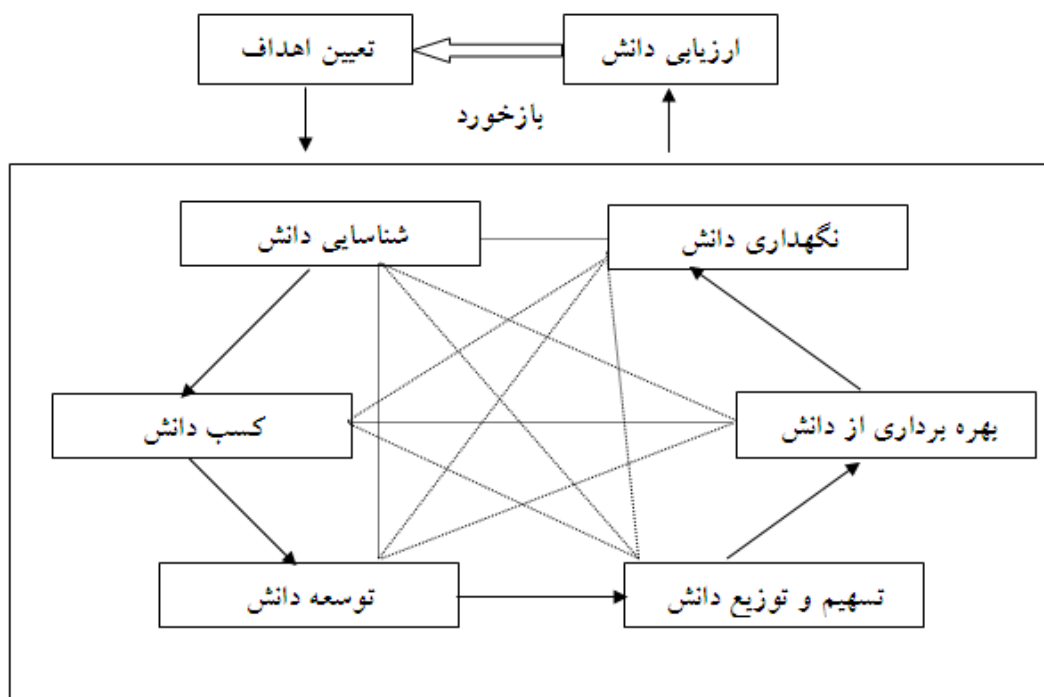 ارزیابی دانش
تعیین اهداف
بازخورد
نگهداری دانش
شناسایی دانش
بهره برداری از دانش
کسب دانش
تسهیم و توزیع دانش
توسعه دانش